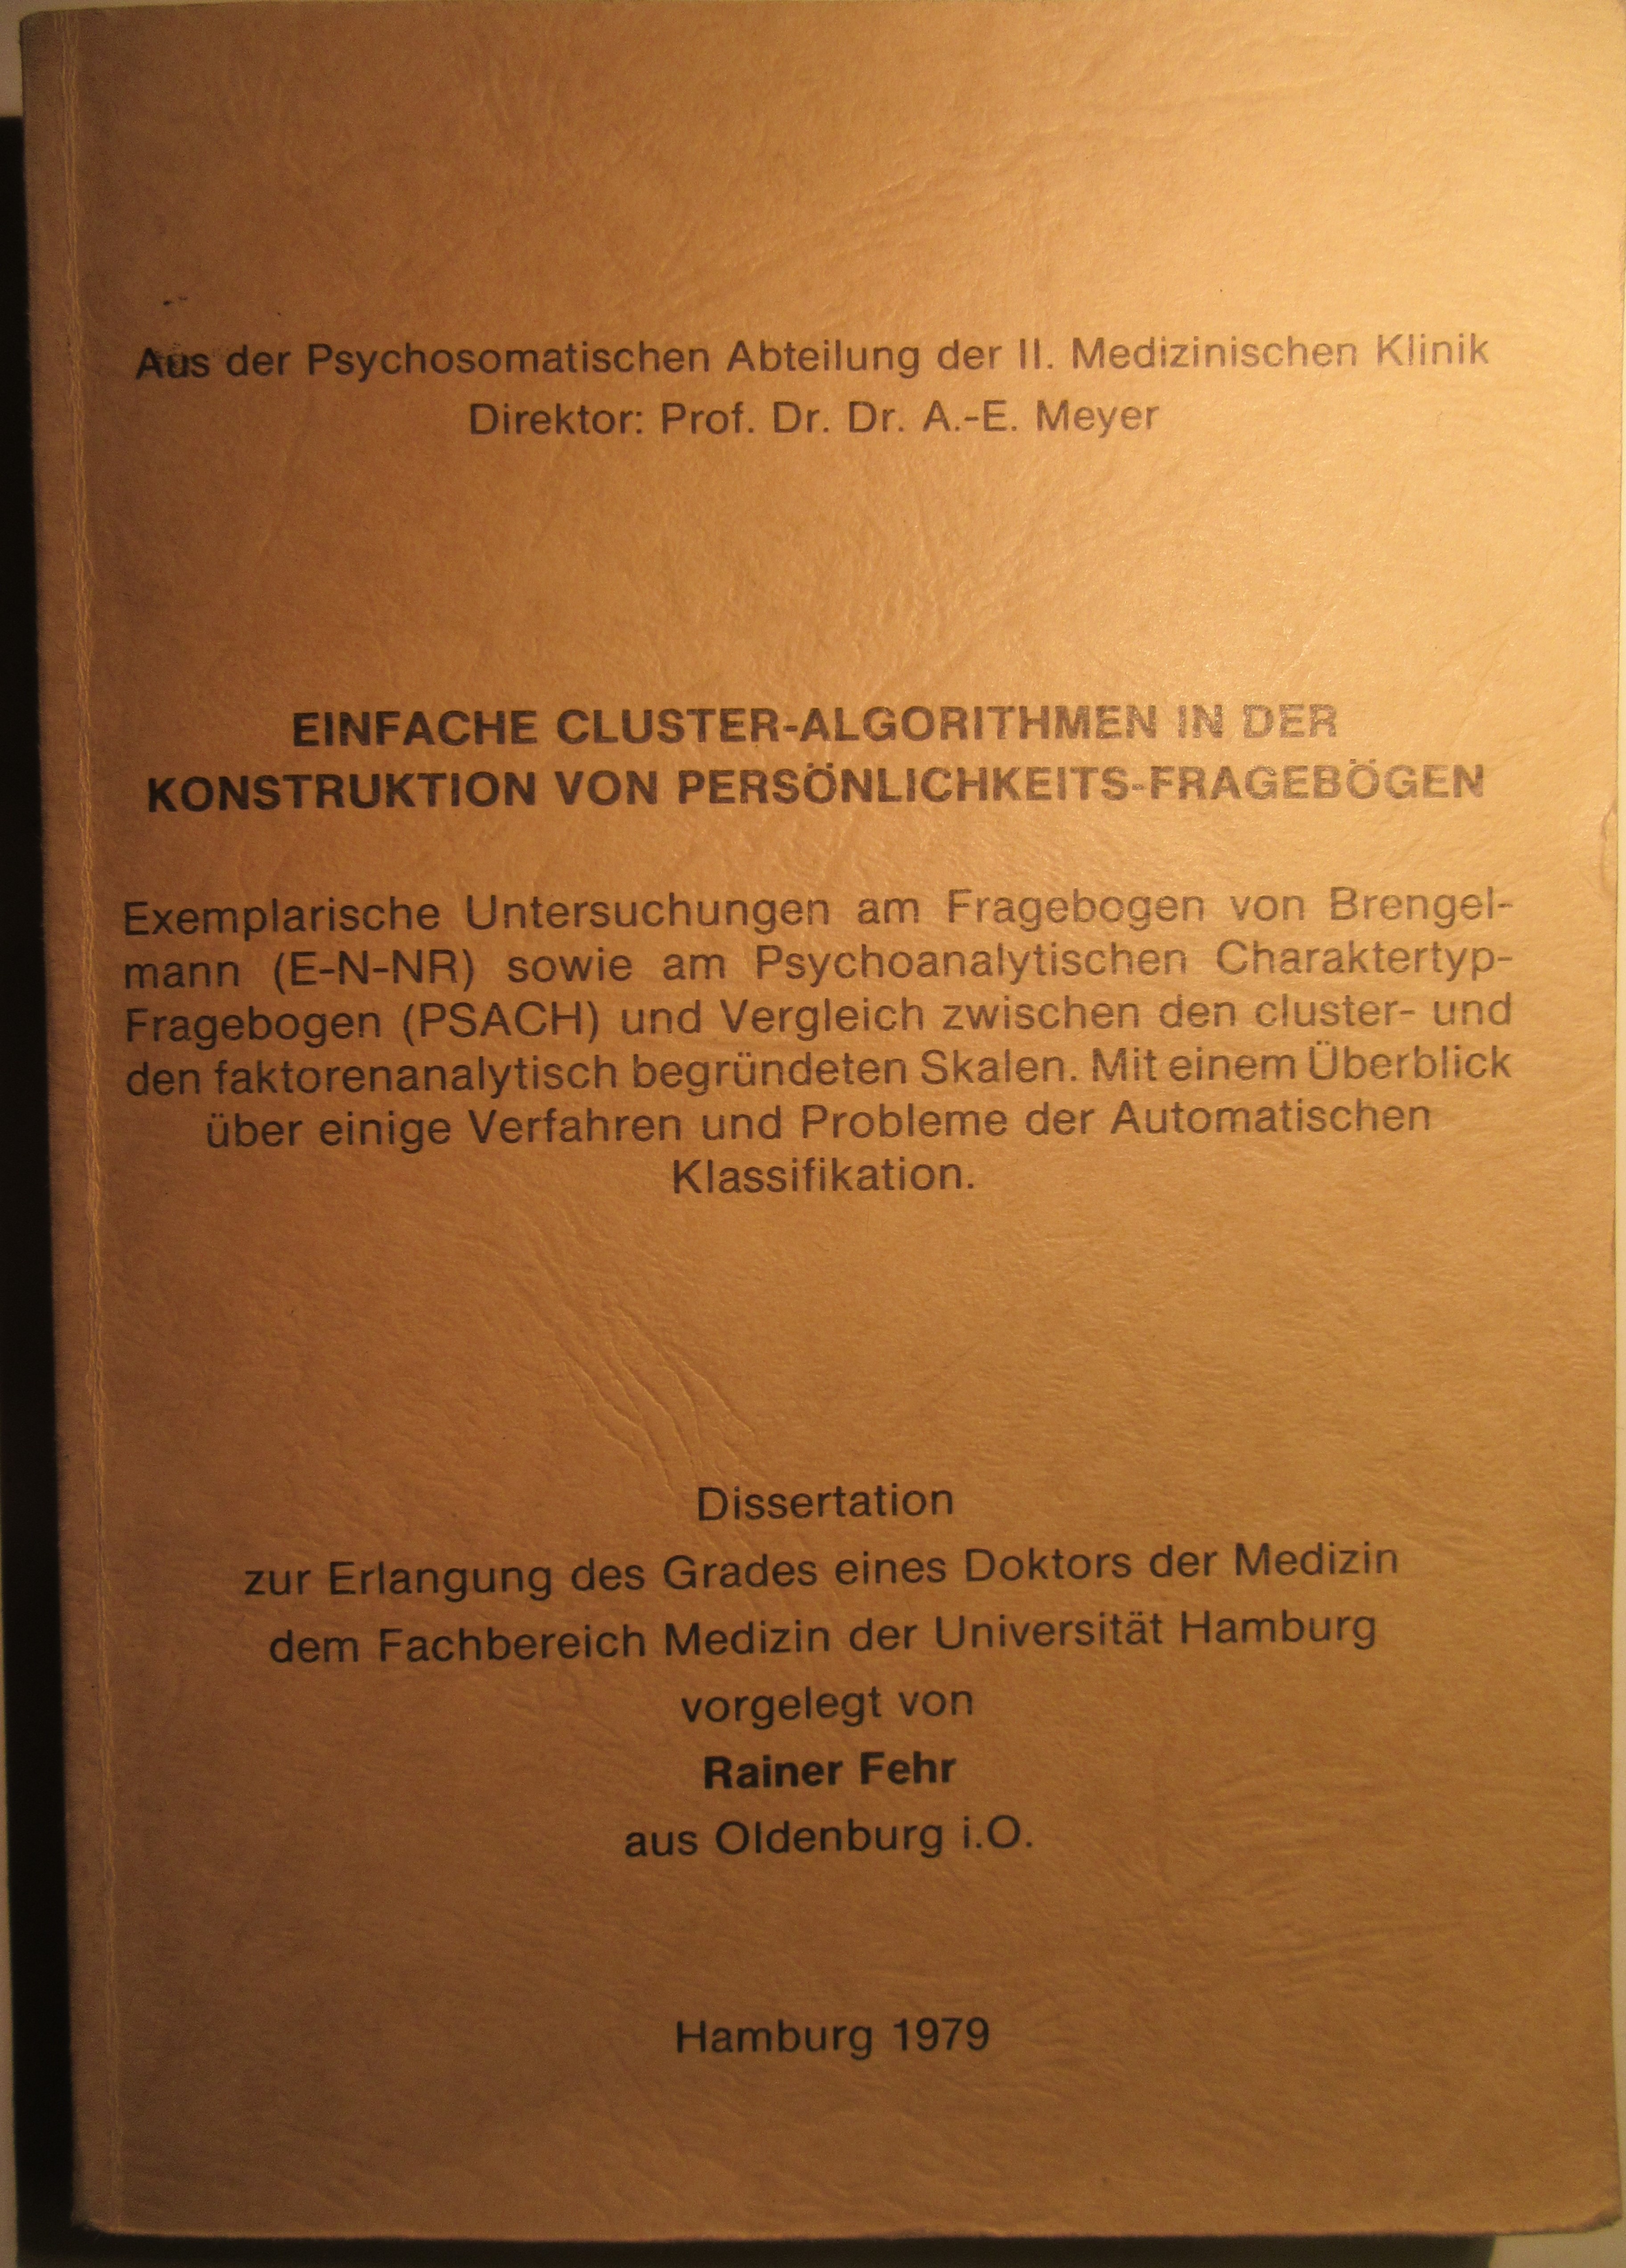 Aus der Psychosomatischen Abteilung der II. Medizinischen Klinik
Direktor: Prof. Dr. Dr. A.-E. Meyer
EINFACHE CLUSTER-ALGORITHMEN IN DER
KONSTRUKTION VON PERSÖNLICHKEITS-FRAGEBÖGEN
Exemplarische Untersuchungen am Fragebogen von Brengel-
mann (E-N-NR) sowie am Psychoanalytischen Charaktertyp-
Fragebogen (PSACH) und Vergleich zwischen den cluster- und
den faktorenanalytisch begründeten Skalen. Mit einem Überblick
über einige Verfahren und Probleme der Automatischen
Klassifikation.
Dissertation
zur Erlangung des Grades eines Doktors der Medizin
dem Fachbereich Medizin der Universität Hamburg
vorgelegt von
Rainer Fehr
aus Oldenburg i.O.
Hamburg 1979